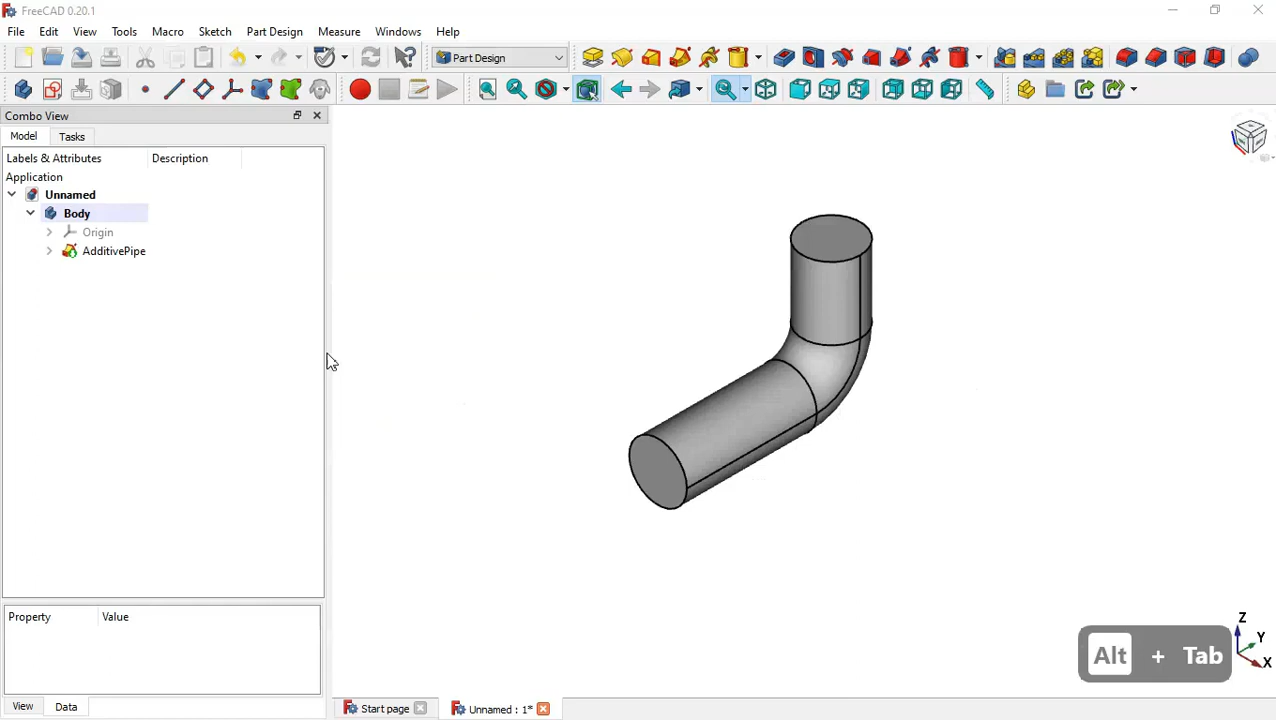 FreeCAD 0.20.1
File Edit View Tools Macro Sketch Part Design Measure Windows Help
Part Design
Combo View
Model Tasks
Labels & Attributes Description
Application
Unnamed
Body
Origin
AdditivePipe
Property Value
View Data
Start page Unnamed : 1*
Z
Y
X
Alt + Tab